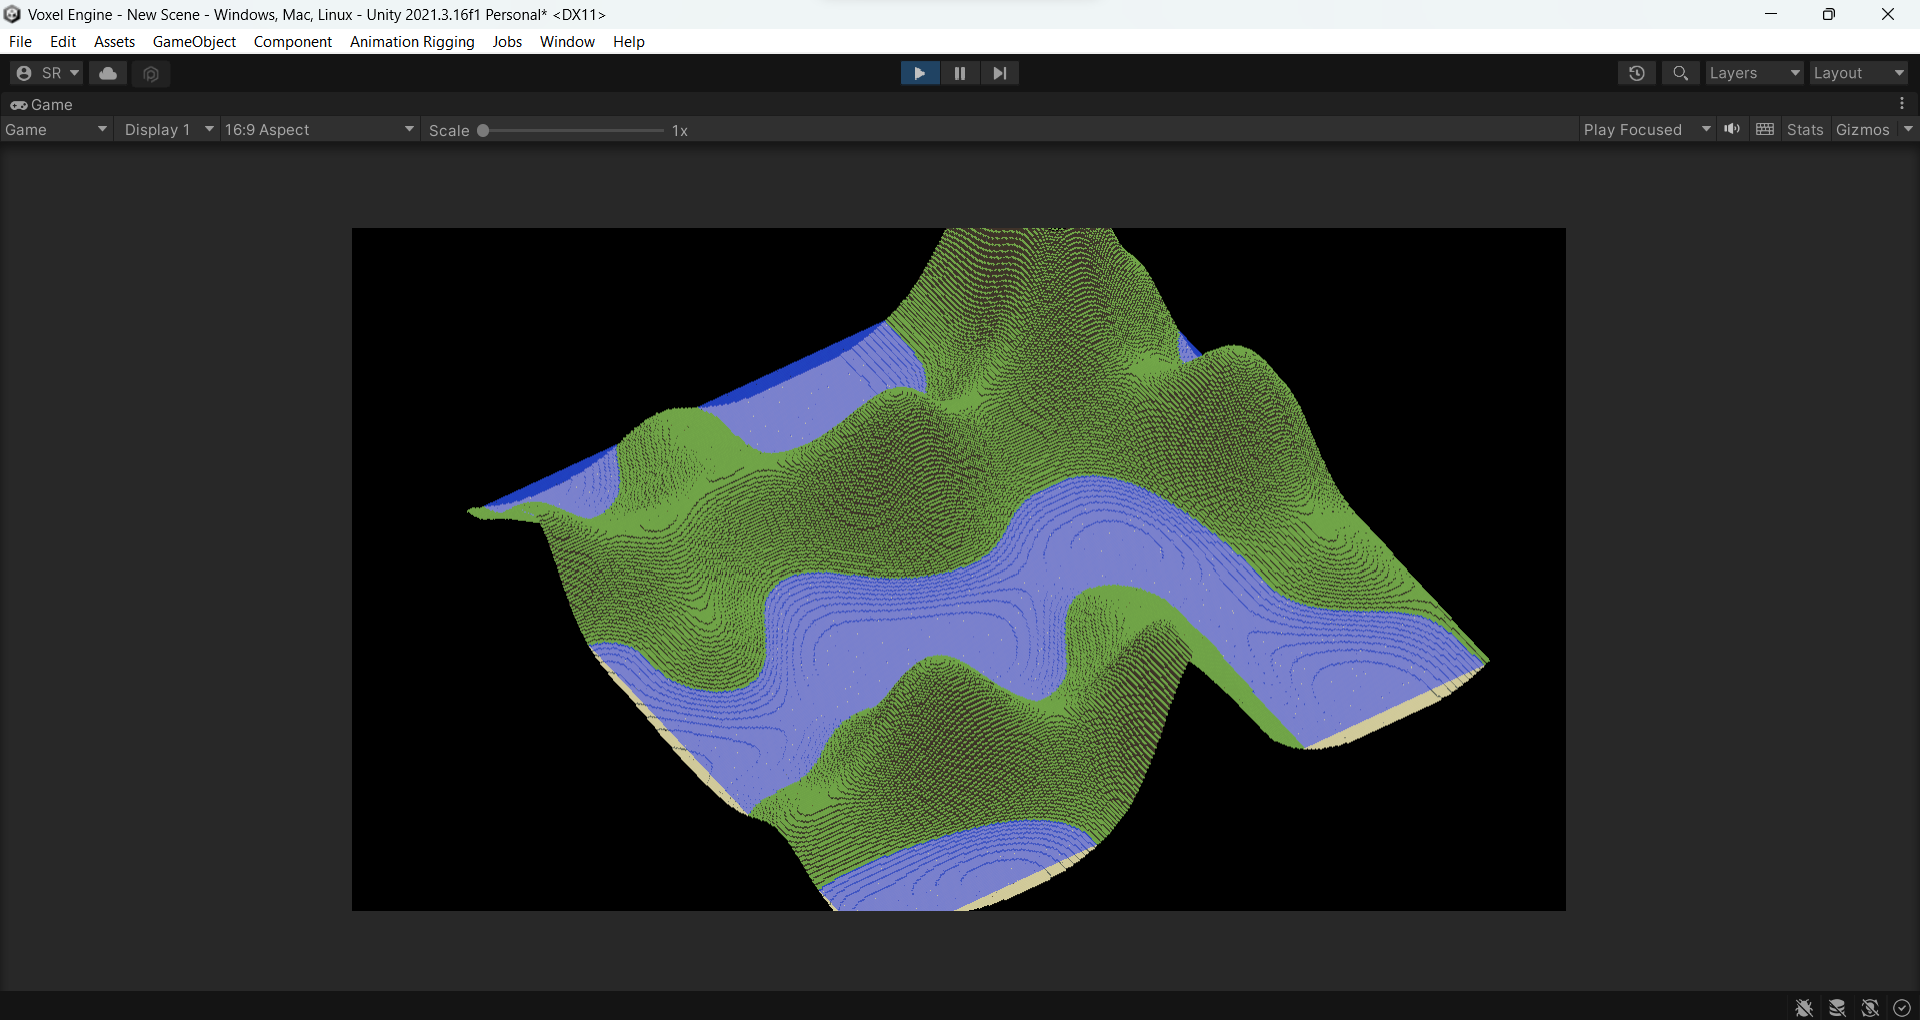 Voxel Engine - New Scene - Windows, Mac, Linux - Unity 2021.3.16f1 Personal* <DX11>
File Edit Assets GameObject Component Animation Rigging Jobs Window Help
SR Layers Layout
Game
Game Display 1 16:9 Aspect Scale 1x Play Focused Stats Gizmos